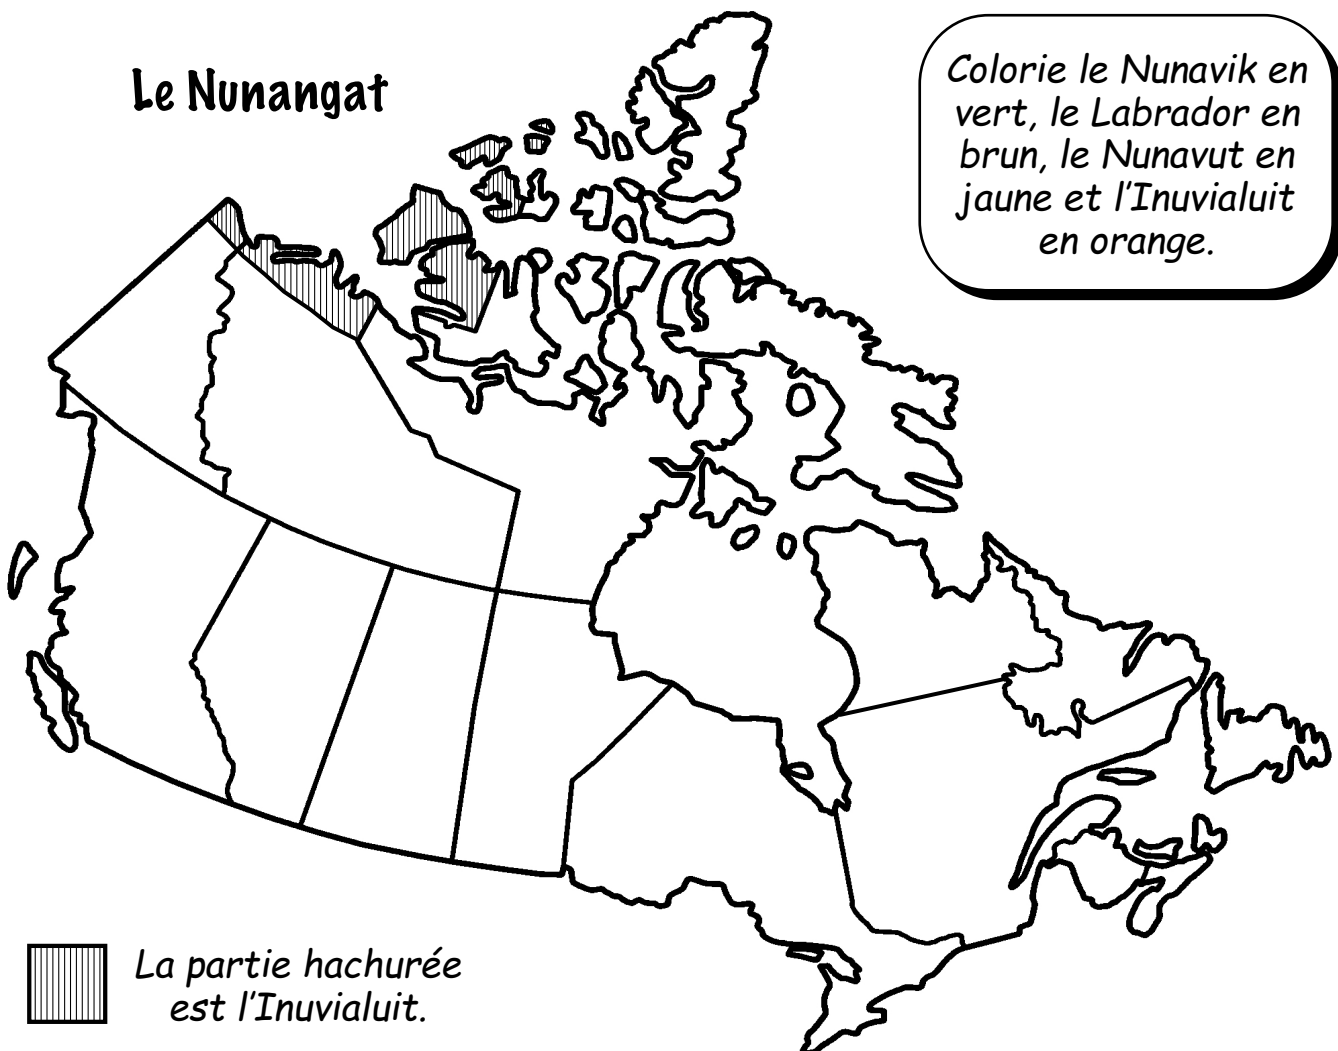 Le Nunangat
Colorie le Nunavik en
vert, le Labrador en
brun, le Nunavut en
jaune et l'Inuvialuit
en orange.
La partie hachurée
est l'Inuvialuit.